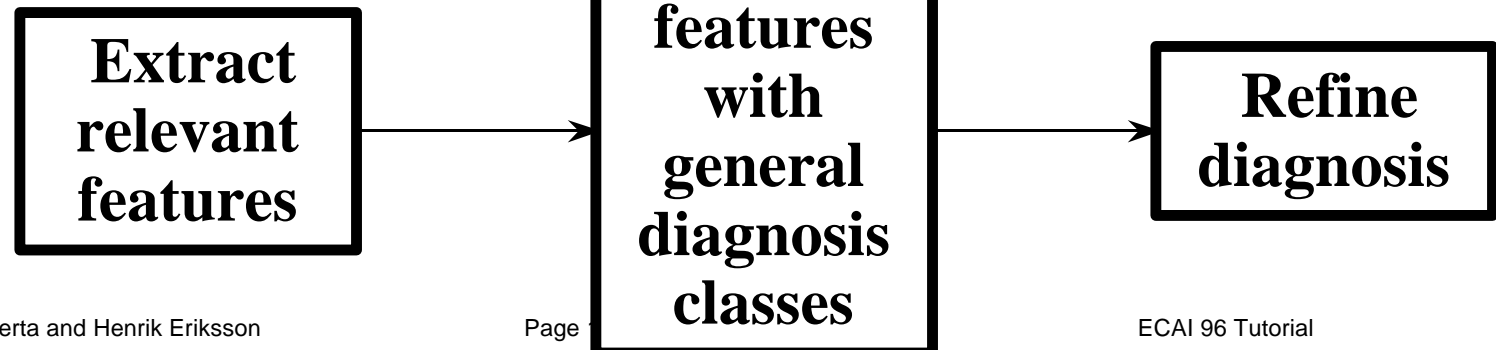 Extract
relevant
features
features
with
general
diagnosis
classes
Refine
diagnosis
erta and Henrik Eriksson
Page
ECAI 96 Tutorial